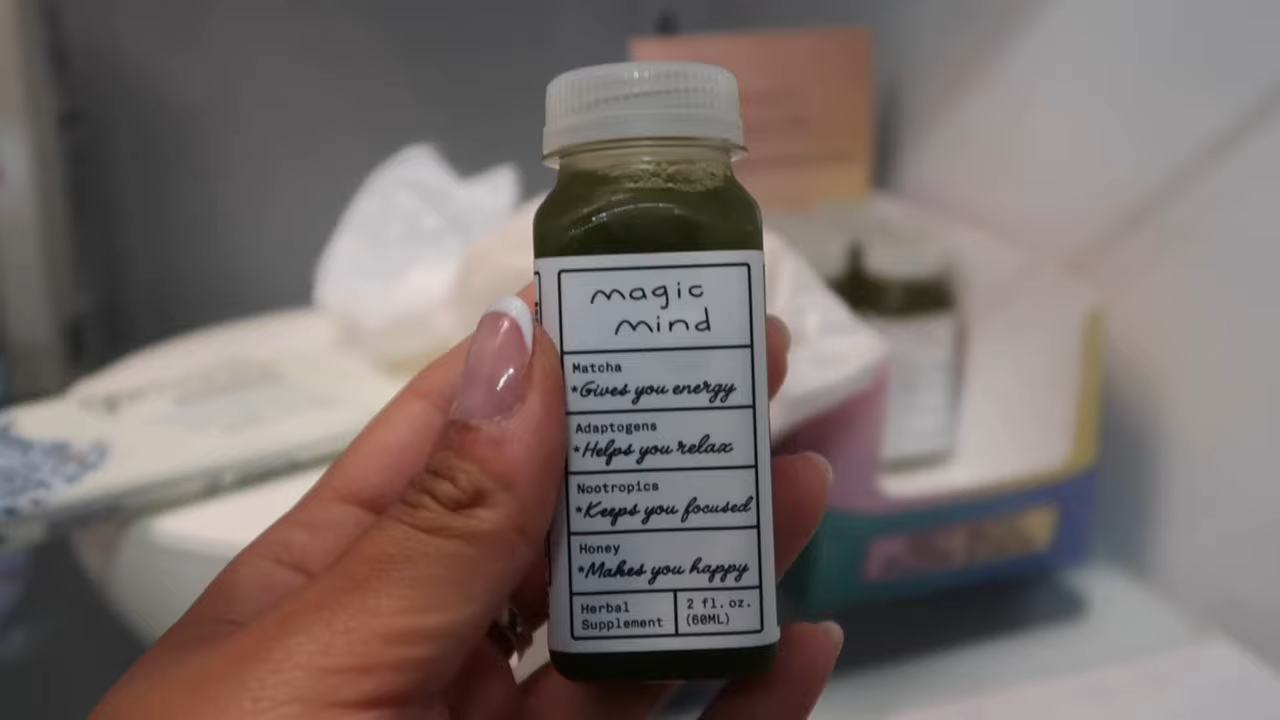 magic
mind
Matcha
*Gives you energy
Adaptogens
*Helps you relax
Nootropics
*Keeps you focused
Honey
*Makes you happy
Herbal
Supplement
2 fl. oz.
(60ML)